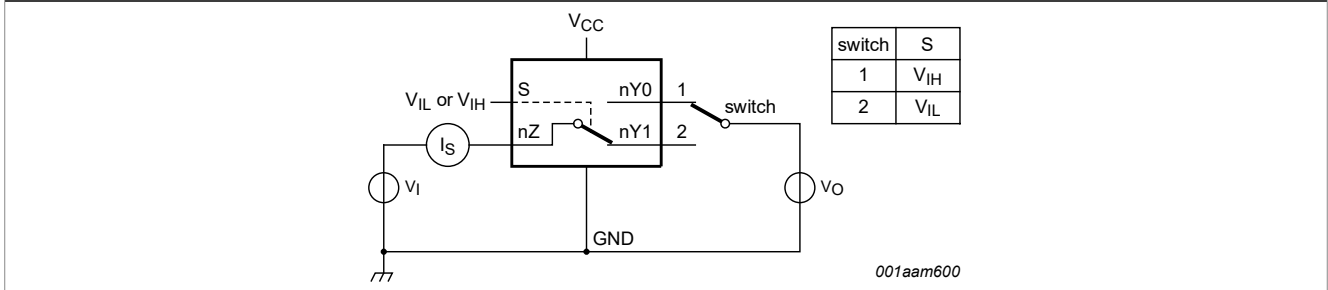 VCC
switch S
1 VIH
2 VIL
S nY0 1
VIL or VIH
switch
nZ nY1 2
IS
VI
VO
GND
001aam600